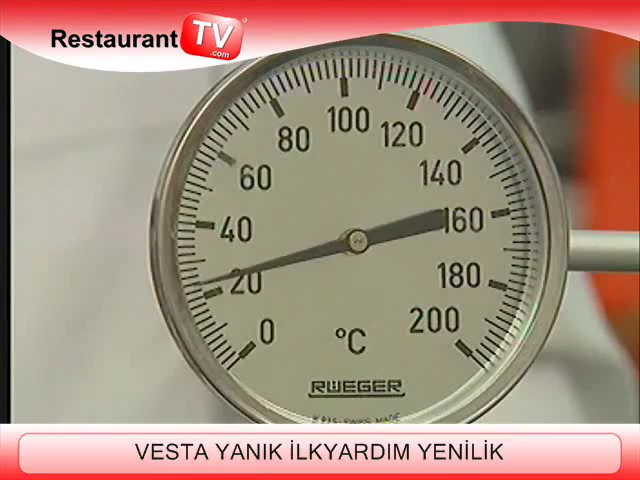 Restaurant TV
.com
100
80
120
60
140
40
160
20
180
0
200
°C
RÜEGER
VESTA YANIK İLKYARDIM YENİLİK